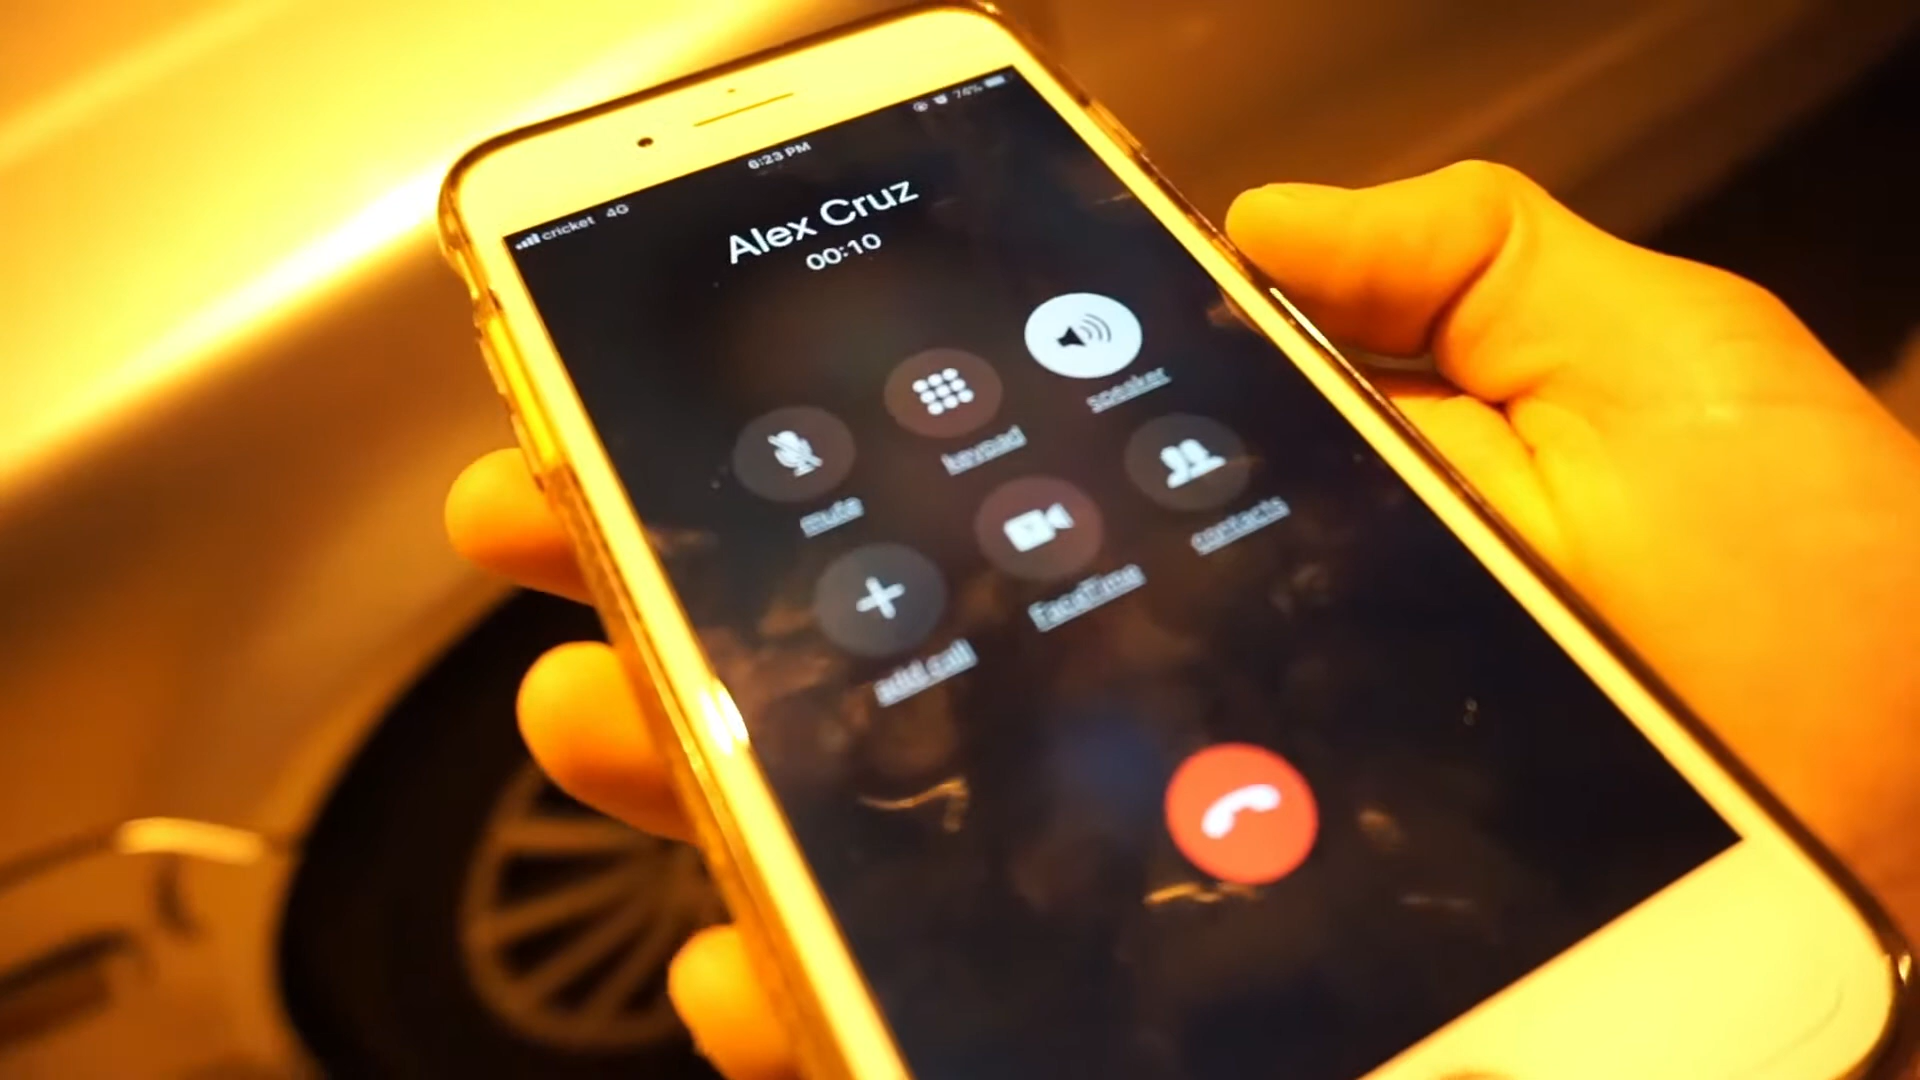 cricket 4G
6:23 PM
74%
Alex Cruz
00:10
mute
keypad
speaker
add call
FaceTime
contacts